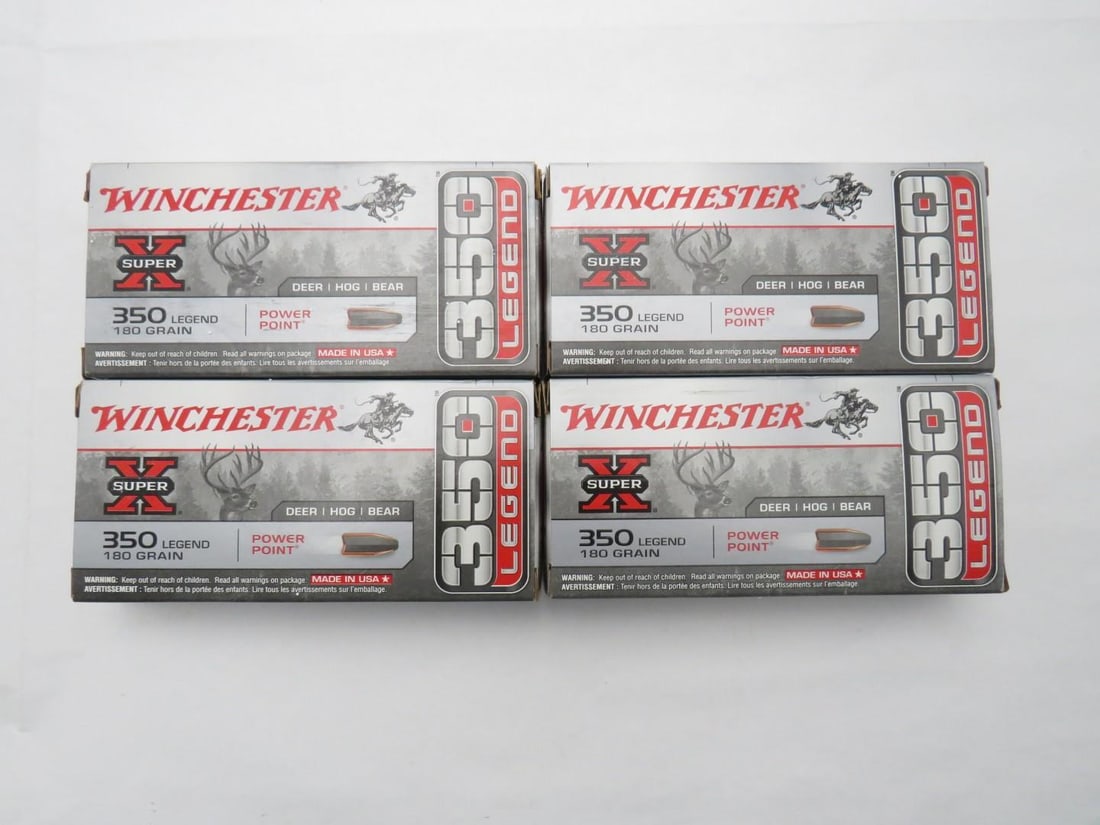 WINCHESTER®
X
SUPER
DEER | HOG | BEAR
350 LEGEND
180 GRAIN
POWER
POINT®
WARNING: Keep out of reach of children. Read all warnings on package. MADE IN USA★
AVERTISSEMENT : Tenir hors de la portée des enfants. Lire tous les avertissements sur l'emballage.
350
LEGEND
WINCHESTER®
X
SUPER
DEER | HOG | BEAR
350 LEGEND
180 GRAIN
POWER
POINT®
WARNING: Keep out of reach of children. Read all warnings on package. MADE IN USA★
AVERTISSEMENT : Tenir hors de la portée des enfants. Lire tous les avertissements sur l'emballage.
350
LEGEND
WINCHESTER®
X
SUPER
DEER | HOG | BEAR
350 LEGEND
180 GRAIN
POWER
POINT®
WARNING: Keep out of reach of children. Read all warnings on package. MADE IN USA★
AVERTISSEMENT : Tenir hors de la portée des enfants. Lire tous les avertissements sur l'emballage.
350
LEGEND
WINCHESTER®
X
SUPER
DEER | HOG | BEAR
350 LEGEND
180 GRAIN
POWER
POINT®
WARNING: Keep out of reach of children. Read all warnings on package. MADE IN USA★
AVERTISSEMENT : Tenir hors de la portée des enfants. Lire tous les avertissements sur l'emballage.
350
LEGEND